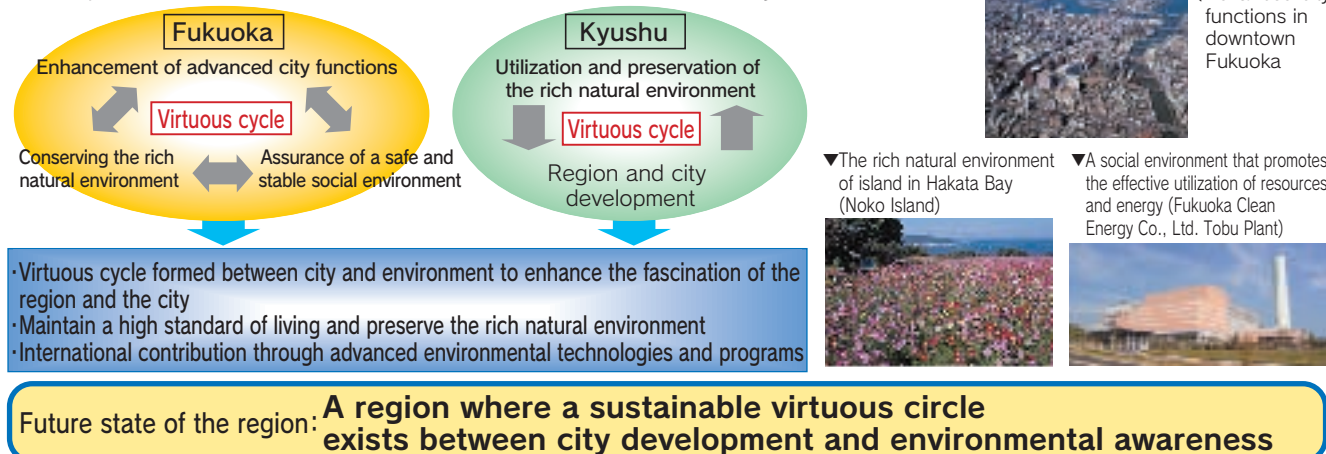 Fukuoka
Enhancement of advanced city functions
Virtuous cycle
Conserving the rich
natural environment
Assurance of a safe and
stable social environment
Kyushu
Utilization and preservation of
the rich natural environment
Virtuous cycle
Region and city
development
functions in
downtown
Fukuoka
▼The rich natural environment
of island in Hakata Bay
(Noko Island)
▼A social environment that promotes
the effective utilization of resources
and energy (Fukuoka Clean
Energy Co., Ltd. Tobu Plant)
·Virtuous cycle formed between city and environment to enhance the fascination of the
region and the city
·Maintain a high standard of living and preserve the rich natural environment
·International contribution through advanced environmental technologies and programs
Future state of the region: A region where a sustainable virtuous circle
exists between city development and environmental awareness